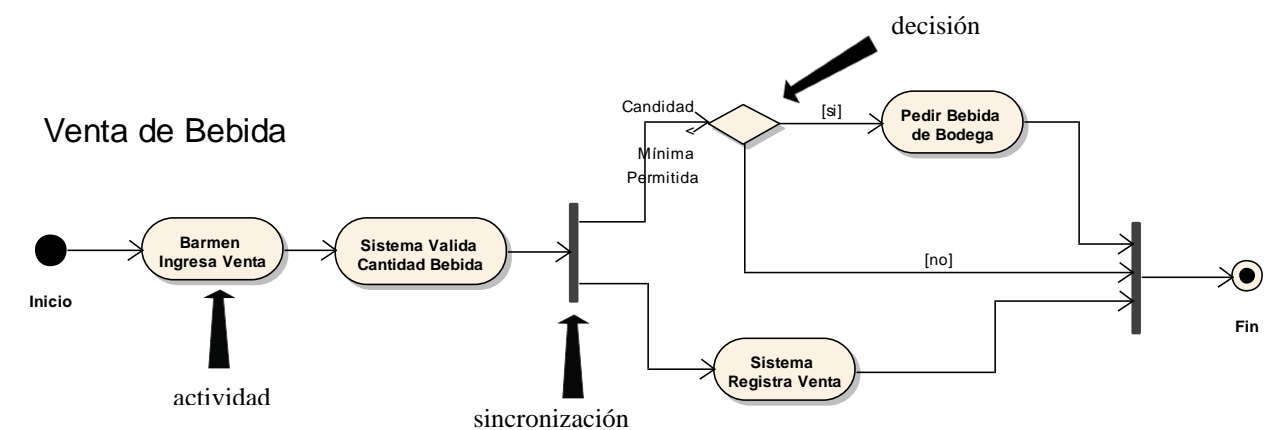 decisión
Candidad
<
Mínima
Permitida
[si]
Pedir Bebida
de Bodega
Venta de Bebida
Barmen
Ingresa Venta
Sistema Valida
Cantidad Bebida
[no]
Inicio
Fin
Sistema
Registra Venta
actividad
sincronización